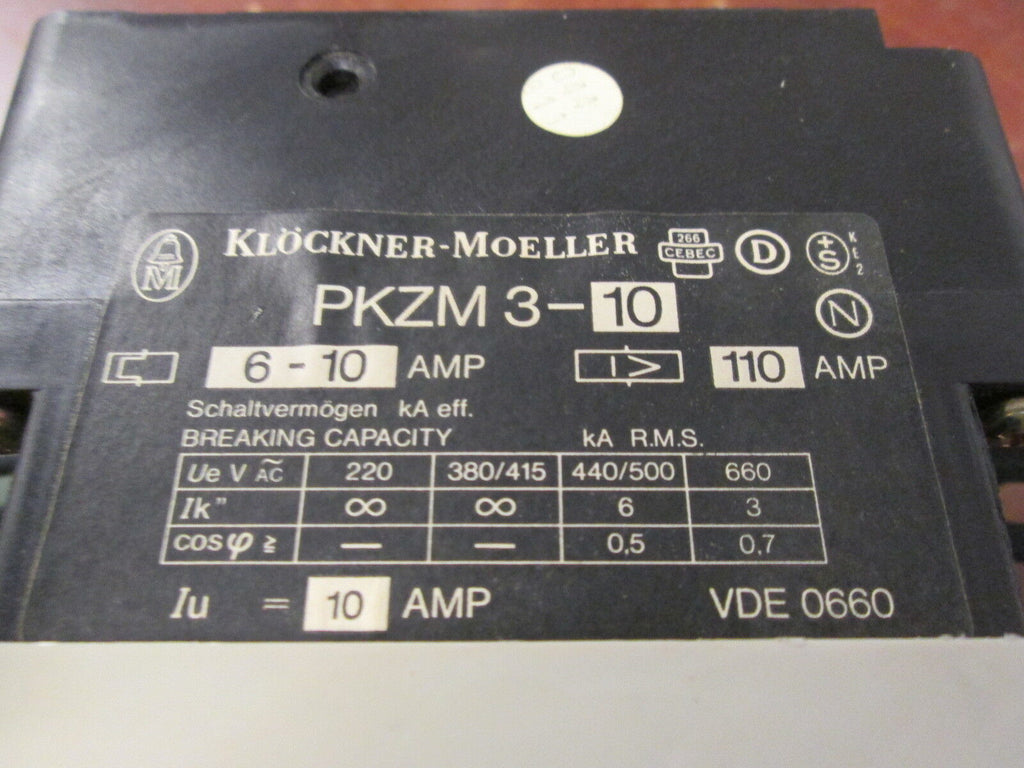 KLÖCKNER-MOELLER 266 CEBEC D +S KE2
M
PKZM 3-10 N
6 - 10 AMP I > 110 AMP
Schaltvermögen kA eff.
BREAKING CAPACITY kA R.M.S.
Ue V ~ AC 220 380/415 440/500 660
Ik" ∞ ∞ 6 3
cos φ ≥ — — 0,5 0,7
Iu = 10 AMP VDE 0660